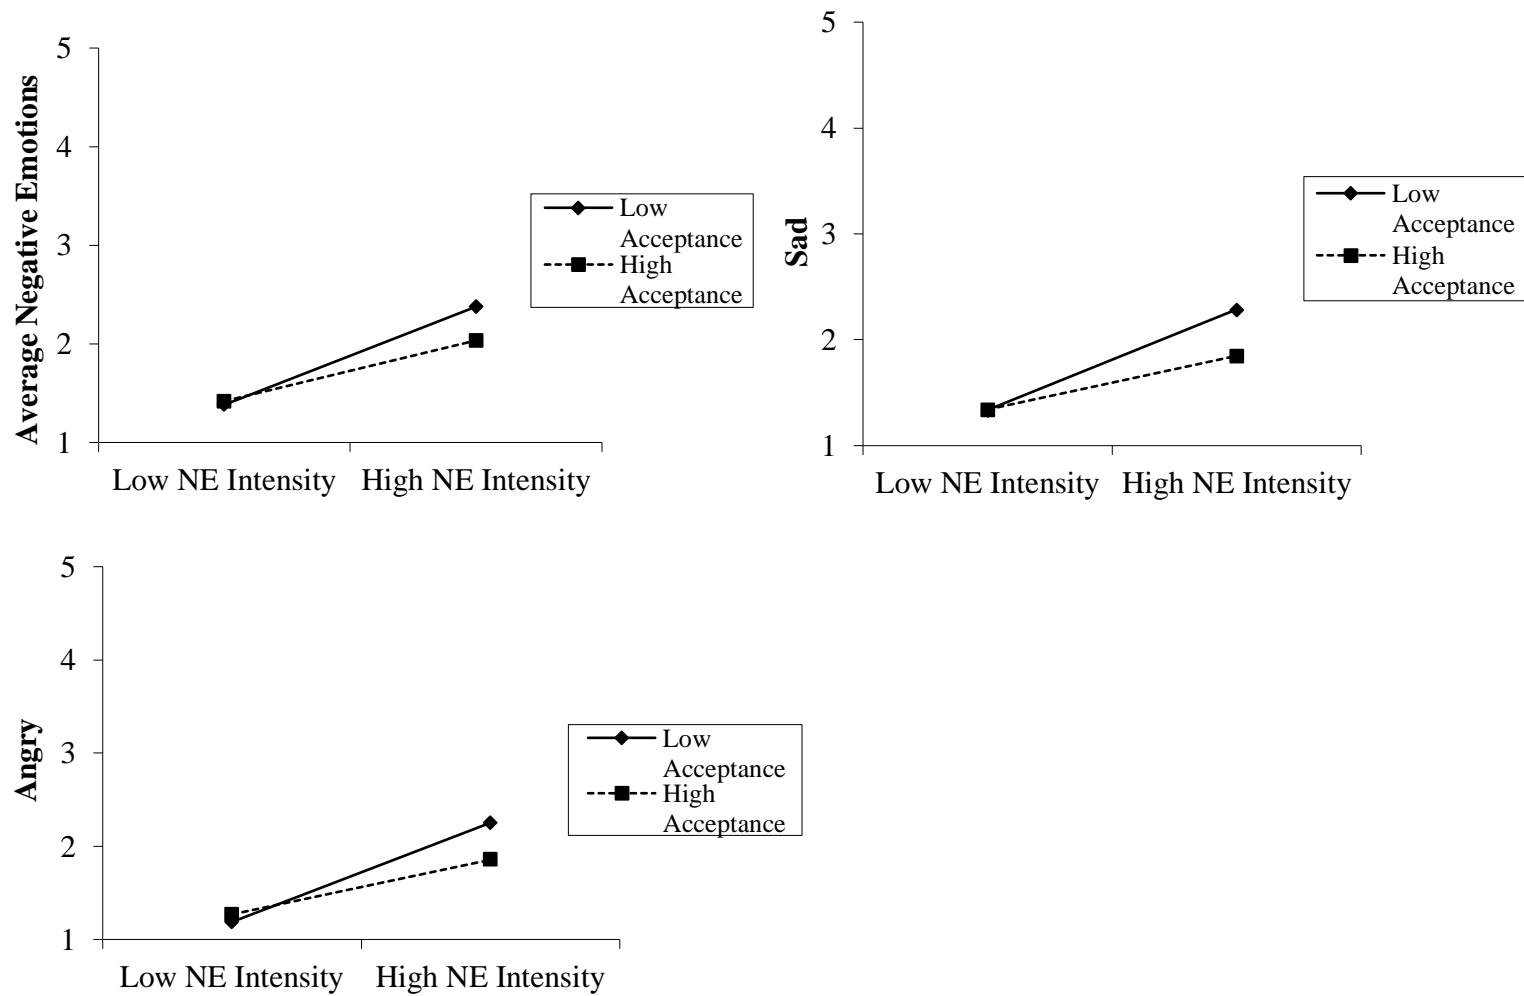 Average Negative Emotions
5
4
3
2
1
Low NE Intensity
High NE Intensity
Low
Acceptance
High
Acceptance
Sad
5
4
3
2
1
Low NE Intensity
High NE Intensity
Low
Acceptance
High
Acceptance
Angry
5
4
3
2
1
Low NE Intensity
High NE Intensity
Low
Acceptance
High
Acceptance